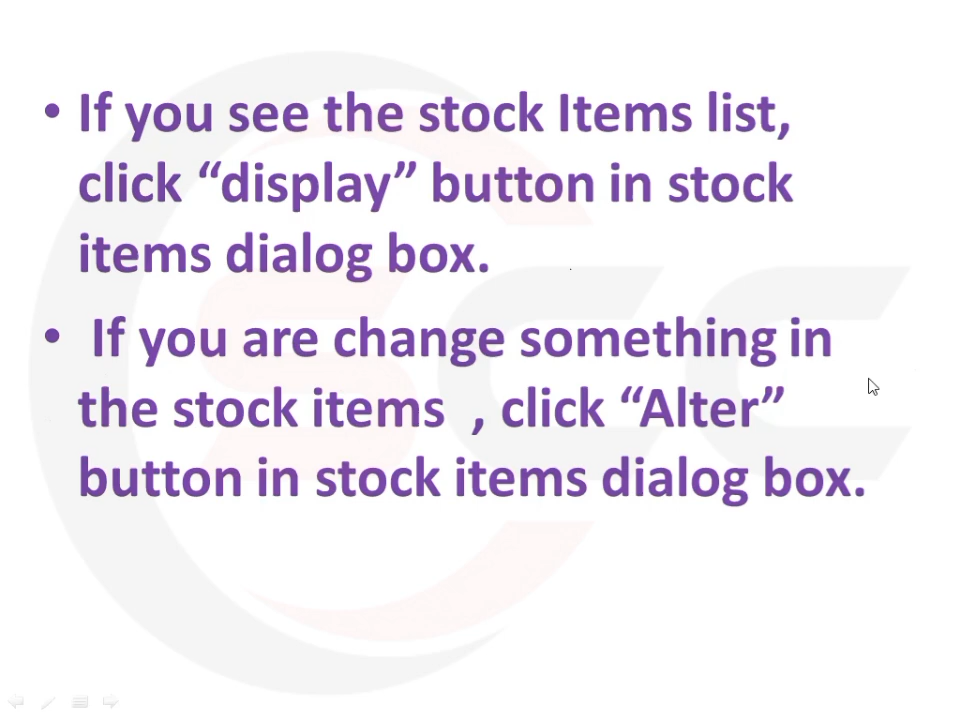 • If you see the stock Items list,
click “display” button in stock
items dialog box.
• If you are change something in
the stock items , click “Alter”
button in stock items dialog box.